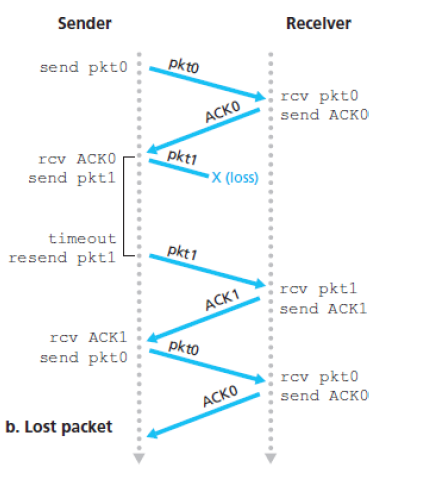 Sender
Receiver
send pkt0
pkt0
rcv pkt0
send ACK0
ACK0
rcv ACK0
send pkt1
pkt1
X (loss)
timeout
resend pkt1
pkt1
rcv pkt1
send ACK1
ACK1
rcv ACK1
send pkt0
pkt0
rcv pkt0
send ACK0
ACK0
b. Lost packet